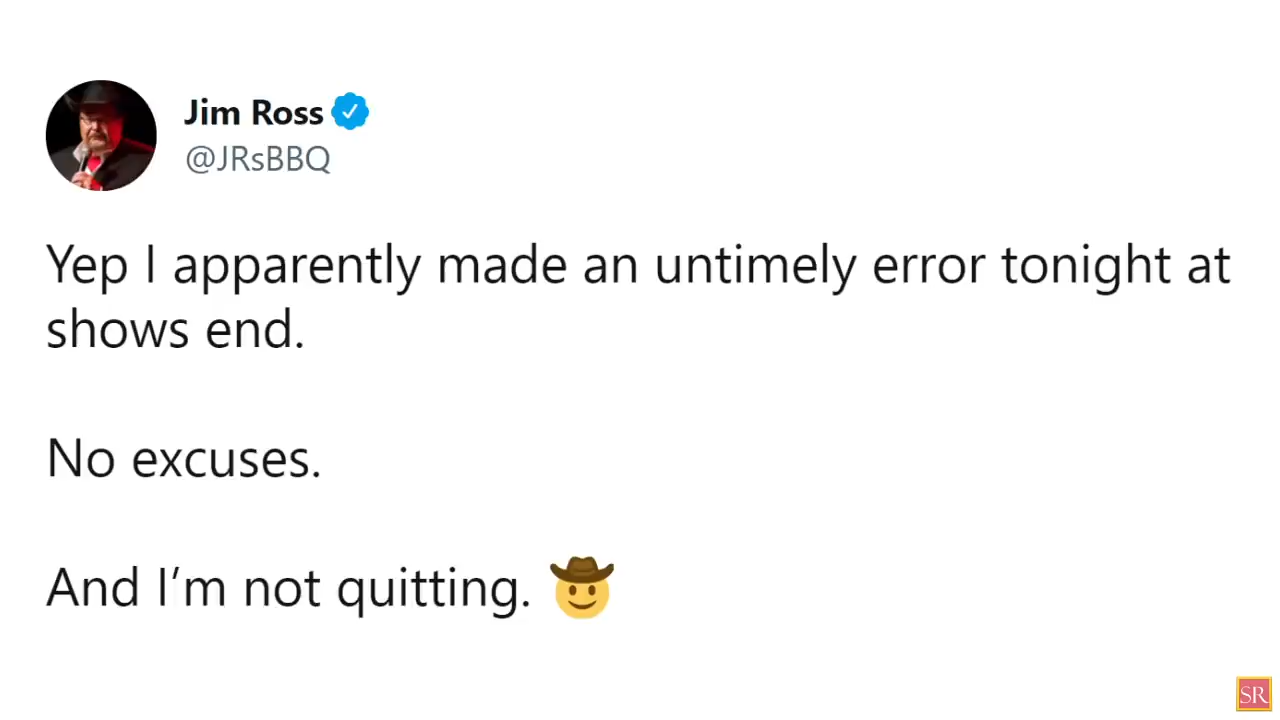 Jim Ross
@JRsBBQ
Yep I apparently made an untimely error tonight at
shows end.
No excuses.
And I’m not quitting. 🤠
SR